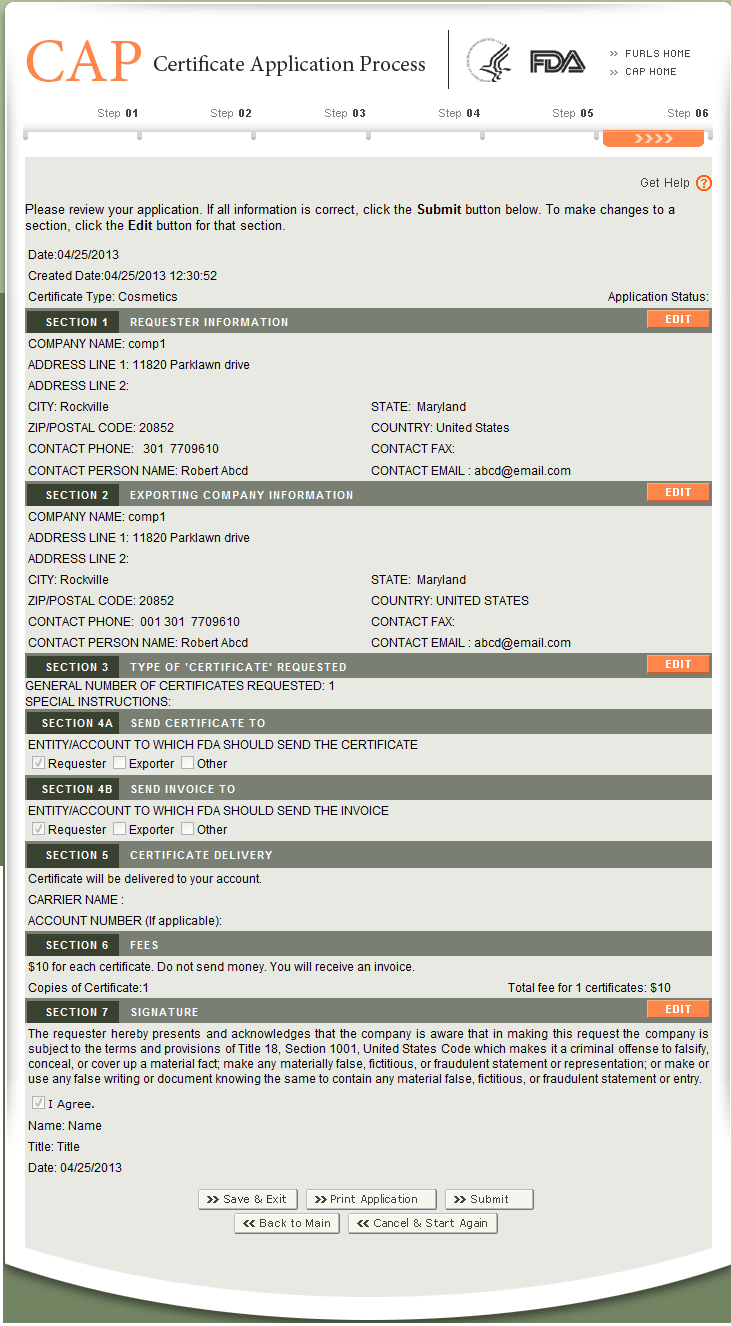 CAP Certificate Application Process FDA
FURLS HOME
CAP HOME
Step 01 Step 02 Step 03 Step 04 Step 05 Step 06
Get Help ?
Please review your application. If all information is correct, click the Submit button below. To make changes to a
section, click the Edit button for that section.
Date:04/25/2013
Created Date:04/25/2013 12:30:52
Certificate Type: Cosmetics Application Status:
SECTION 1 REQUESTER INFORMATION EDIT
COMPANY NAME: comp1
ADDRESS LINE 1: 11820 Parklawn drive
ADDRESS LINE 2:
CITY: Rockville STATE: Maryland
ZIP/POSTAL CODE: 20852 COUNTRY: United States
CONTACT PHONE: 301 7709610 CONTACT FAX:
CONTACT PERSON NAME: Robert Abcd CONTACT EMAIL : abcd@email.com
SECTION 2 EXPORTING COMPANY INFORMATION EDIT
COMPANY NAME: comp1
ADDRESS LINE 1: 11820 Parklawn drive
ADDRESS LINE 2:
CITY: Rockville STATE: Maryland
ZIP/POSTAL CODE: 20852 COUNTRY: UNITED STATES
CONTACT PHONE: 001 301 7709610 CONTACT FAX:
CONTACT PERSON NAME: Robert Abcd CONTACT EMAIL : abcd@email.com
SECTION 3 TYPE OF 'CERTIFICATE' REQUESTED EDIT
GENERAL NUMBER OF CERTIFICATES REQUESTED: 1
SPECIAL INSTRUCTIONS:
SECTION 4A SEND CERTIFICATE TO
ENTITY/ACCOUNT TO WHICH FDA SHOULD SEND THE CERTIFICATE
Requester Exporter Other
SECTION 4B SEND INVOICE TO
ENTITY/ACCOUNT TO WHICH FDA SHOULD SEND THE INVOICE
Requester Exporter Other
SECTION 5 CERTIFICATE DELIVERY
Certificate will be delivered to your account.
CARRIER NAME :
ACCOUNT NUMBER (If applicable):
SECTION 6 FEES
$10 for each certificate. Do not send money. You will receive an invoice.
Copies of Certificate:1 Total fee for 1 certificates: $10
SECTION 7 SIGNATURE EDIT
The requester hereby presents and acknowledges that the company is aware that in making this request the company is
subject to the terms and provisions of Title 18, Section 1001, United States Code which makes it a criminal offense to falsify,
conceal, or cover up a material fact; make any materially false, fictitious, or fraudulent statement or representation; or make or
use any false writing or document knowing the same to contain any material false, fictitious, or fraudulent statement or entry.
I Agree.
Name: Name
Title: Title
Date: 04/25/2013
Save & Exit Print Application Submit
Back to Main Cancel & Start Again